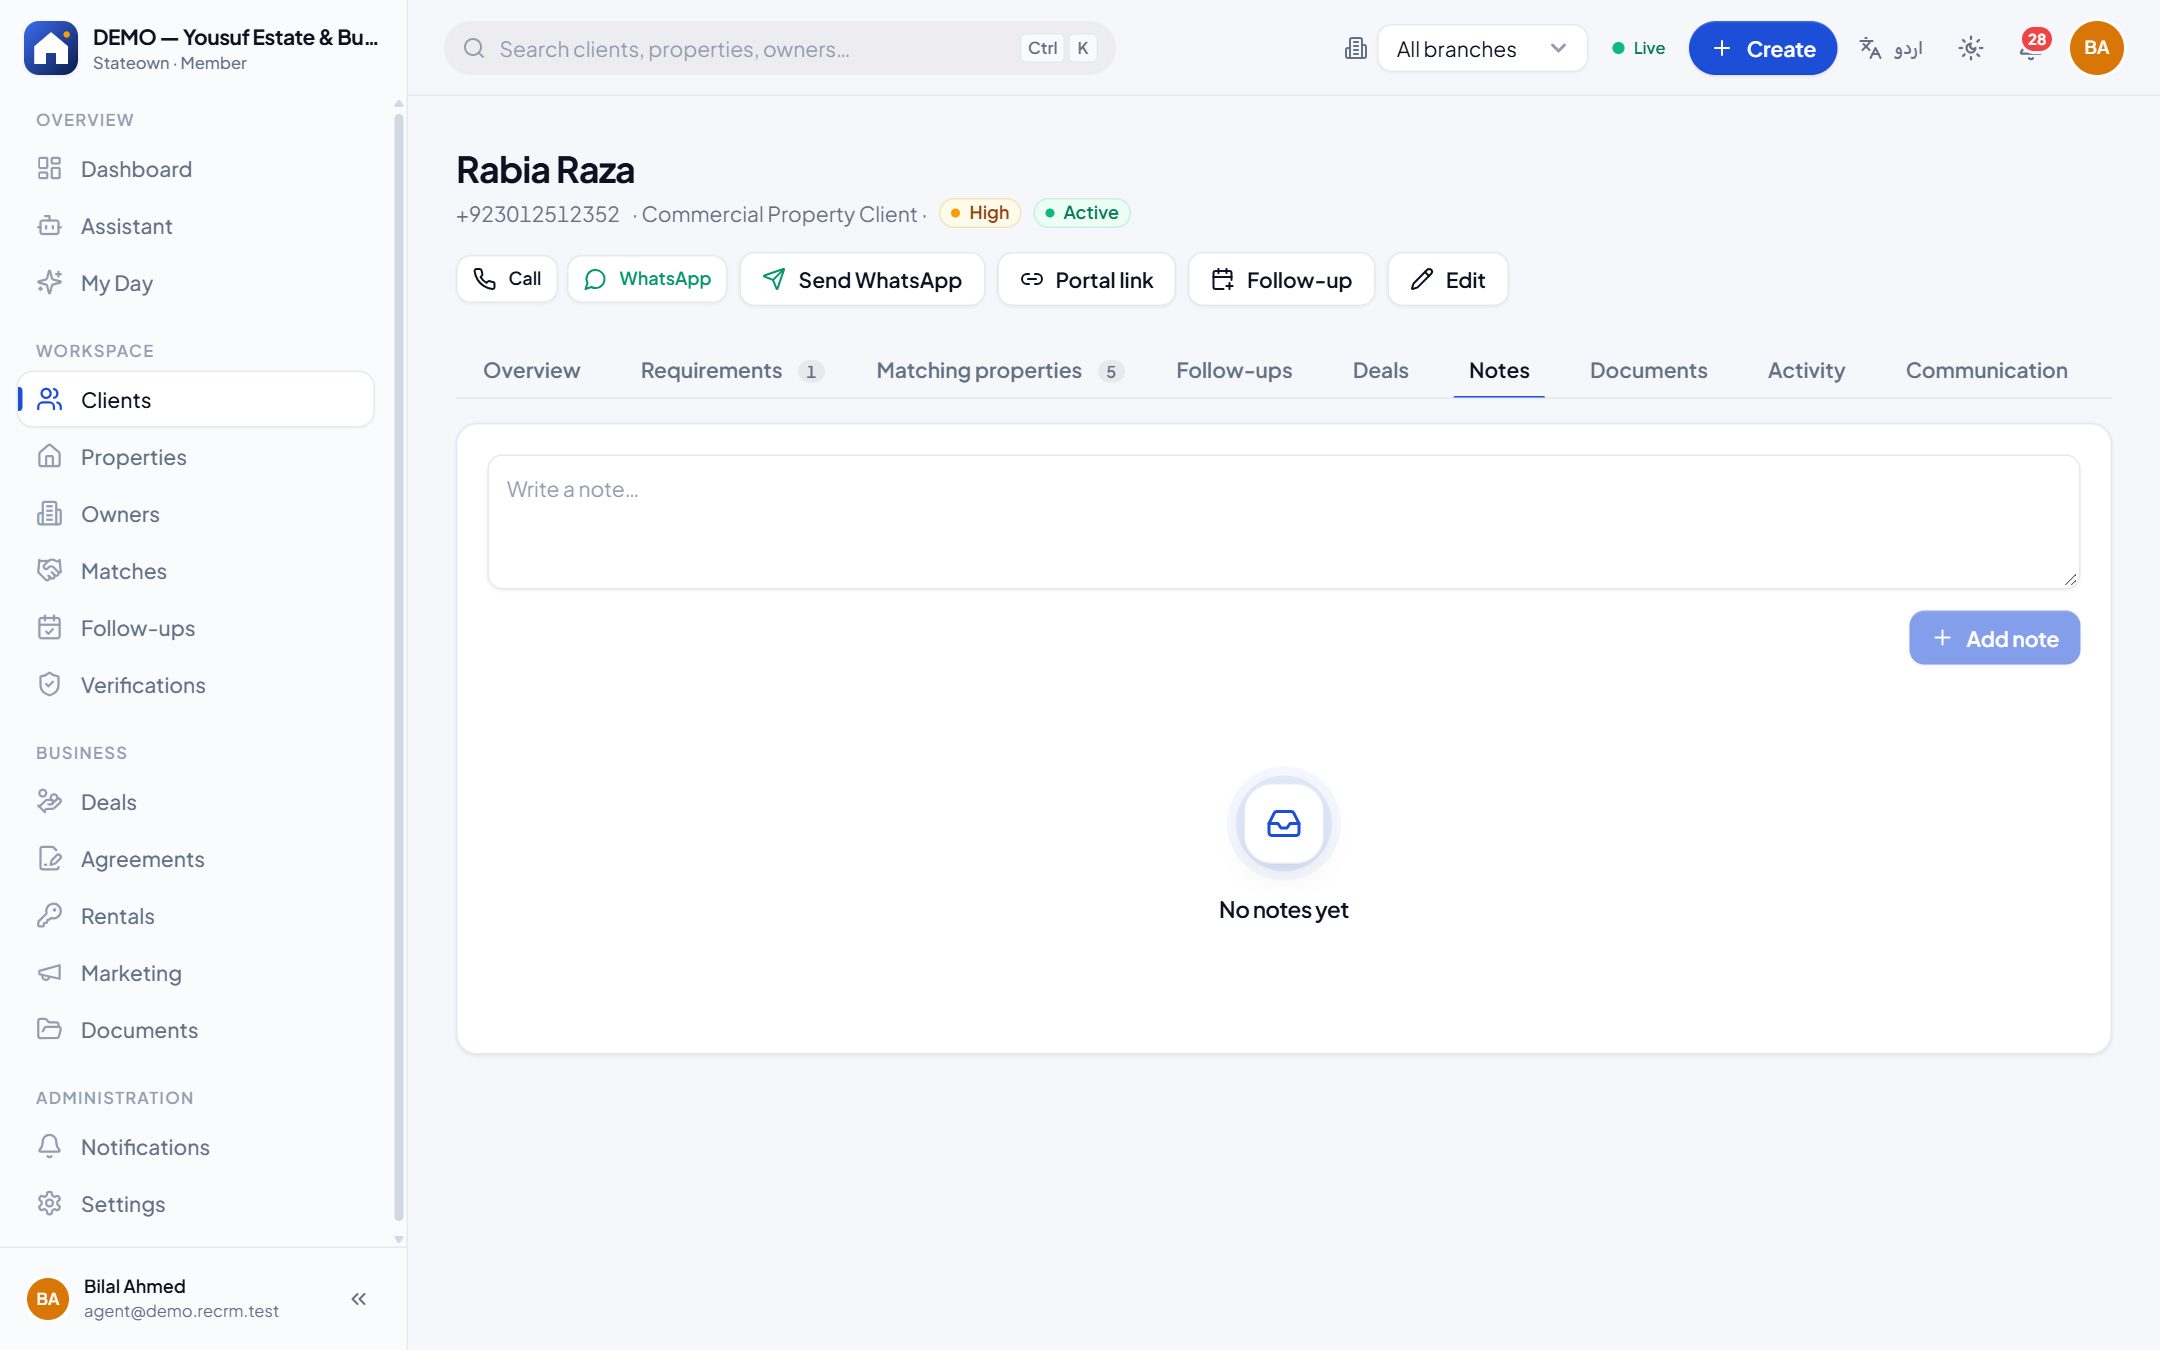 DEMO — Yousuf Estate & Bu...
Stateown · Member
Search clients, properties, owners...
Ctrl K
All branches
Live
Create
اردو
28
BA
OVERVIEW
Dashboard
Assistant
My Day
WORKSPACE
Clients
Properties
Owners
Matches
Follow-ups
Verifications
BUSINESS
Deals
Agreements
Rentals
Marketing
Documents
ADMINISTRATION
Notifications
Settings
BA
Bilal Ahmed
agent@demo.recrm.test
Rabia Raza
+923012512352 · Commercial Property Client · High Active
Call WhatsApp Send WhatsApp Portal link Follow-up Edit
Overview Requirements 1 Matching properties 5 Follow-ups Deals Notes Documents Activity Communication
Write a note...
Add note
No notes yet